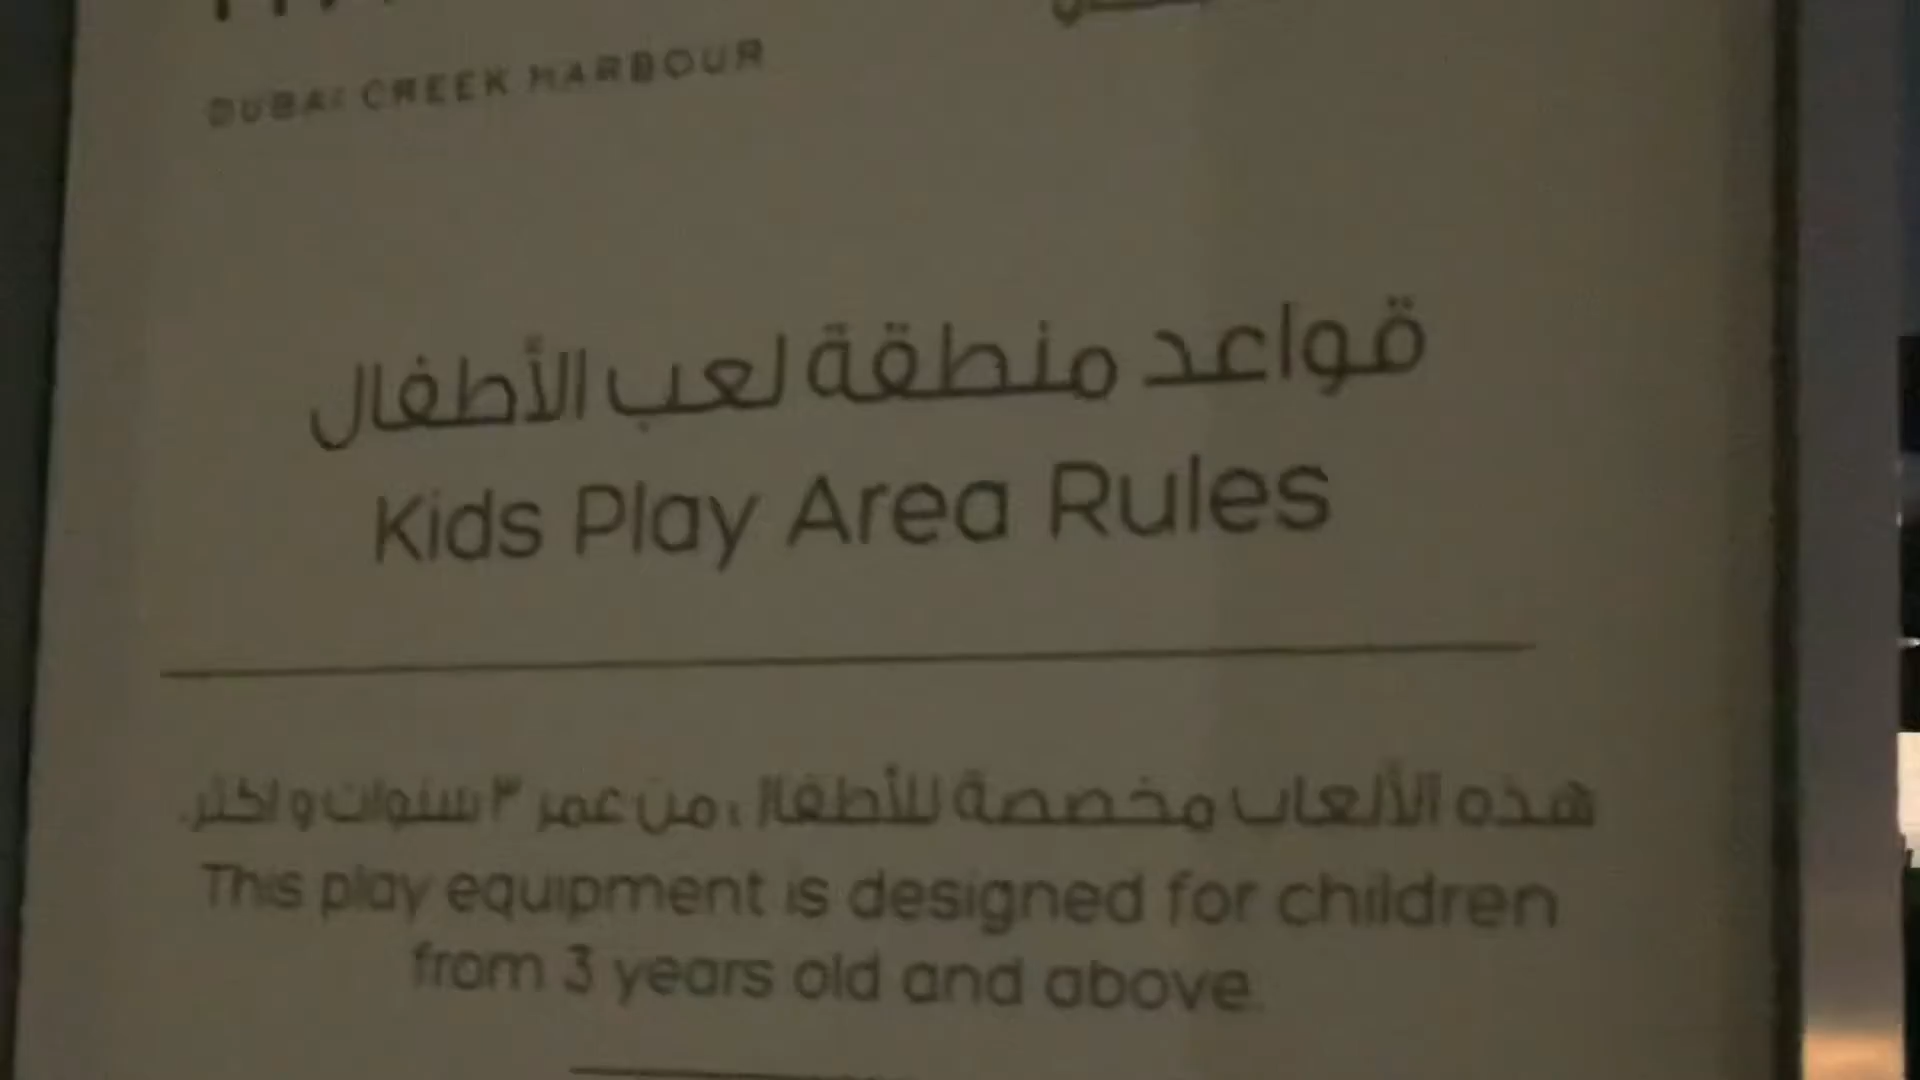 DUBAI CREEK HARBOUR
قواعد منطقة لعب الأطفال
Kids Play Area Rules
هذه الألعاب مخصصة للأطفال، من عمر ٣ سنوات و اكثر.
This play equipment is designed for children
from 3 years old and above.